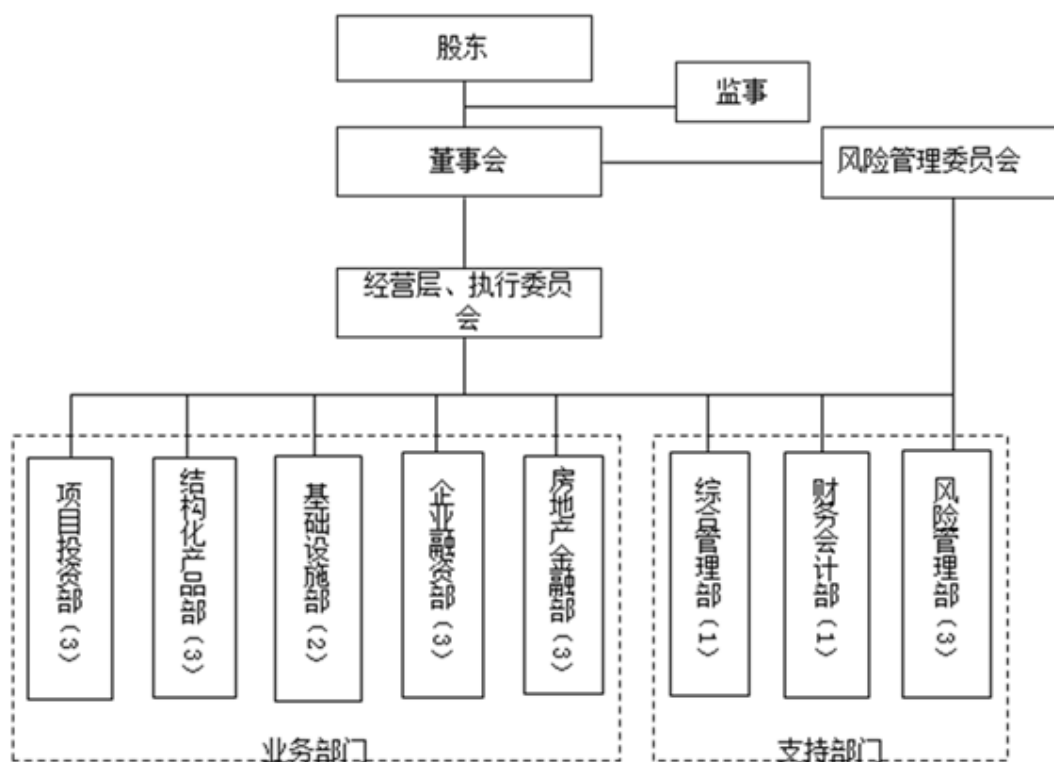 股东
监事
董事会
风险管理委员会
经营层、执行委员
会
项目投资部（3）
结构化产品部（3）
基础设施部（2）
企业融资部（3）
房地产金融部（3）
综合管理部（1）
财务会计部（1）
风险管理部（3）
业务部门
支持部门